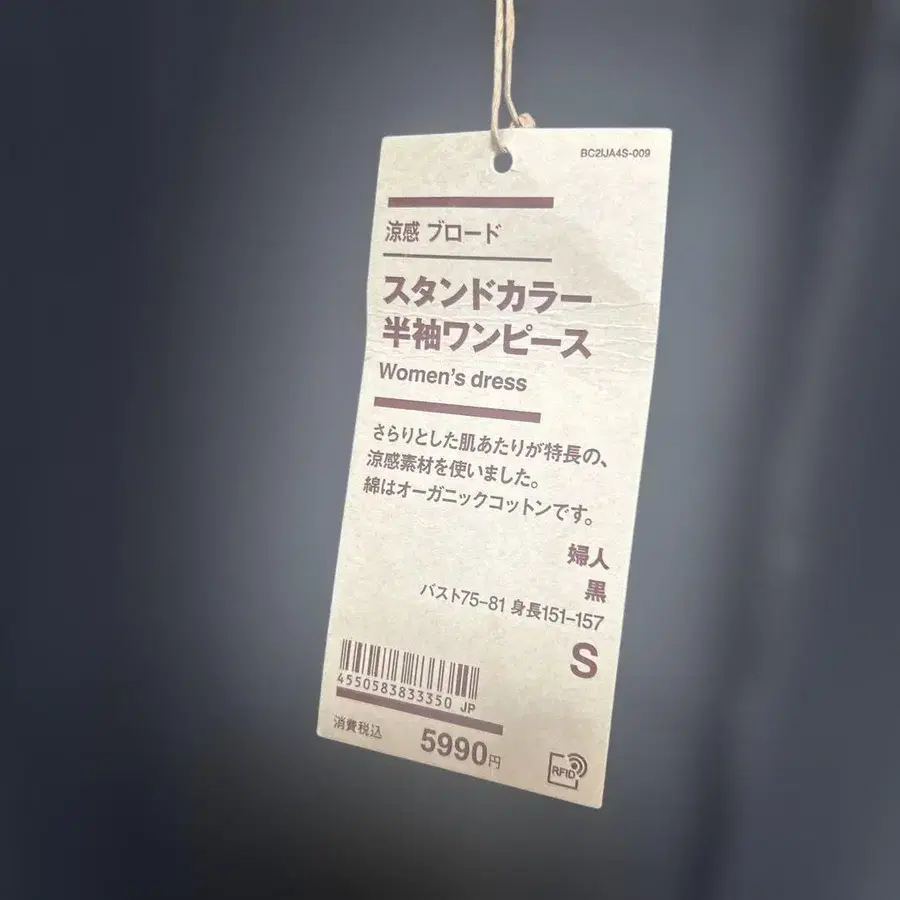 BC2IJA4S-009
涼感 ブロード
スタンドカラー
半袖ワンピース
Women's dress
さらりとした肌あたりが特長の、
涼感素材を使いました。
綿はオーガニックコットンです。
婦人
黒
バスト75-81 身長151-157
S
4550583833350 JP
消費税込 5990円
RFID